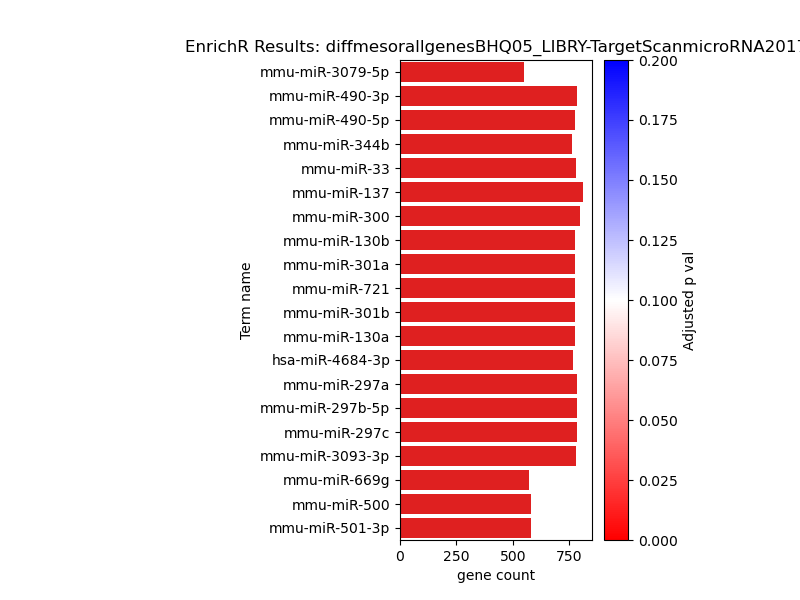 EnrichR Results: diffmesorallgenesBHQ05_LIBRY-TargetScanmicroRNA2017
mmu-miR-3079-5p
mmu-miR-490-3p
mmu-miR-490-5p
mmu-miR-344b
mmu-miR-33
mmu-miR-137
mmu-miR-300
mmu-miR-130b
mmu-miR-301a
mmu-miR-721
mmu-miR-301b
mmu-miR-130a
hsa-miR-4684-3p
mmu-miR-297a
mmu-miR-297b-5p
mmu-miR-297c
mmu-miR-3093-3p
mmu-miR-669g
mmu-miR-500
mmu-miR-501-3p
Term name
0 250 500 750
gene count
0.200
0.175
0.150
0.125
0.100
0.075
0.050
0.025
0.000
Adjusted p val